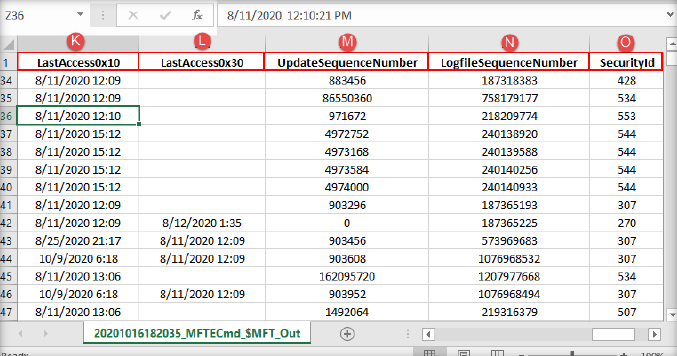 Z36 fx 8/11/2020 12:10:21 PM
K L M N O
1 LastAccess0x10 LastAccess0x30 UpdateSequenceNumber LogfileSequenceNumber SecurityId
34 8/11/2020 12:09 883456 187318383 428
35 8/11/2020 12:09 86550360 758179177 534
36 8/11/2020 12:10 971672 218209774 553
37 8/11/2020 15:12 4972752 240138920 544
38 8/11/2020 15:12 4973168 240139588 544
39 8/11/2020 15:12 4973584 240140256 544
40 8/11/2020 15:12 4974000 240140933 544
41 8/11/2020 12:09 903296 187365193 307
42 8/11/2020 12:09 8/12/2020 1:35 0 187365225 270
43 8/25/2020 21:17 8/11/2020 12:09 903456 573969683 307
44 10/9/2020 6:18 8/11/2020 12:09 903608 1076968532 307
45 8/11/2020 13:06 162095720 1207977668 534
46 10/9/2020 6:18 8/11/2020 12:09 903952 1076968494 307
47 8/11/2020 13:06 1492064 219316379 507
20201016182035_MFTECmd_$MFT_Out
Ready 100%